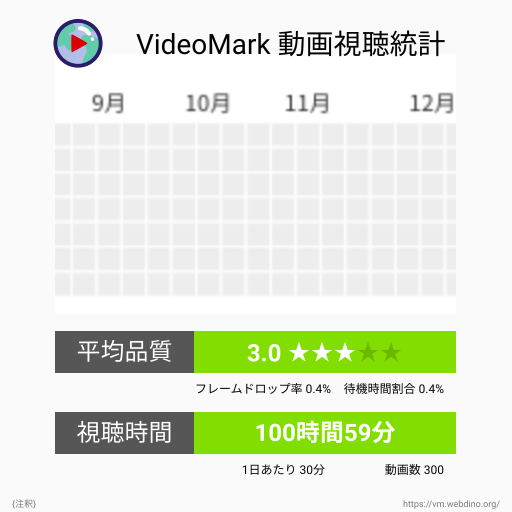 VideoMark 動画視聴統計
9月 10月 11月 12月
平均品質 3.0 ★★★★★
フレームドロップ率 0.4% 待機時間割合 0.4%
視聴時間 100時間59分
1日あたり 30分 動画数 300
(注釈) https://vm.webdino.org/